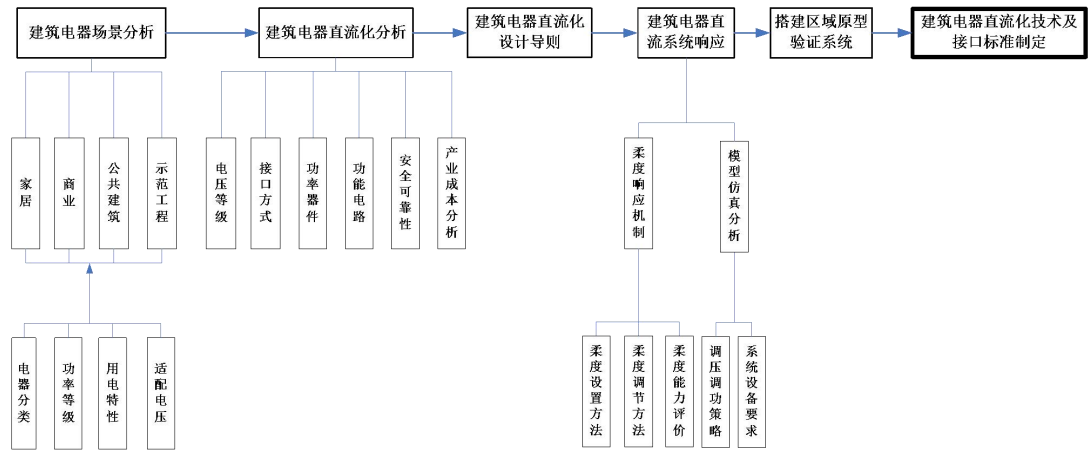 建筑电器场景分析
建筑电器直流化分析
建筑电器直流化
设计导则
建筑电器直
流系统响应
搭建区域原型
验证系统
建筑电器直流化技术及
接口标准制定
家居
商业
公共建筑
示范工程
电压等级
接口方式
功率器件
功能电路
安全可靠性
产业成本分析
柔度响应机制
模型仿真分析
电器分类
功率等级
用电特性
适配电压
柔度设置方法
柔度调节方法
柔度能力评价
调压调功策略
系统设备要求